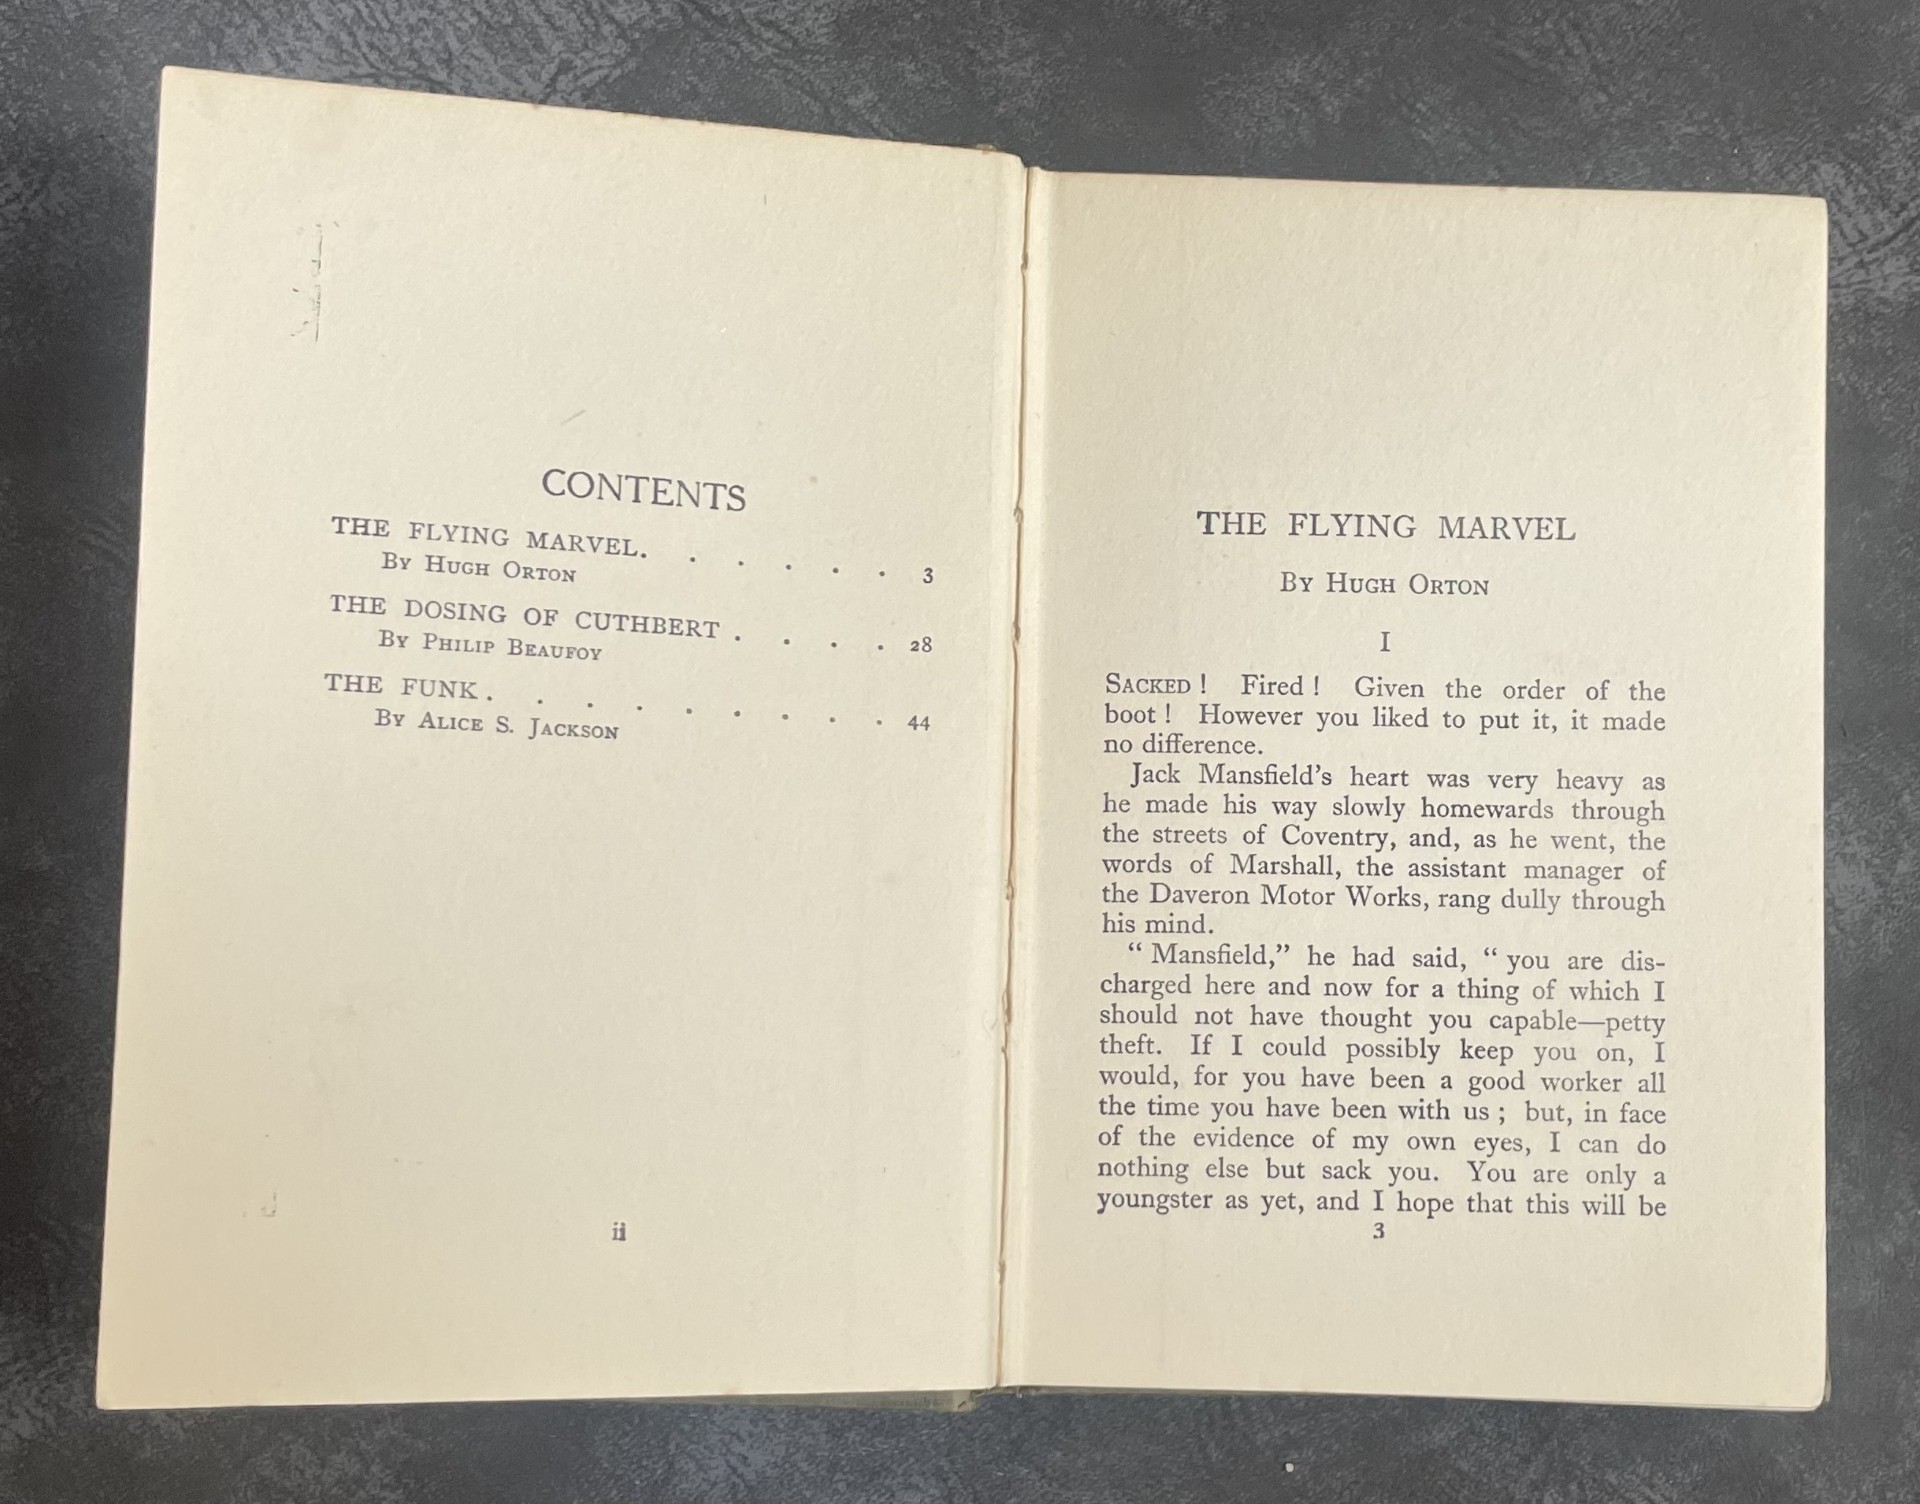 CONTENTS
THE FLYING MARVEL. . . . . . 3
By Hugh Orton
THE DOSING OF CUTHBERT . . . . 28
By Philip Beaufoy
THE FUNK . . . . . . . . . 44
By Alice S. Jackson
ii
THE FLYING MARVEL
By Hugh Orton
I
Sacked ! Fired ! Given the order of the
boot ! However you liked to put it, it made
no difference.
Jack Mansfield's heart was very heavy as
he made his way slowly homewards through
the streets of Coventry, and, as he went, the
words of Marshall, the assistant manager of
the Daveron Motor Works, rang dully through
his mind.
“ Mansfield,” he had said, “ you are dis-
charged here and now for a thing of which I
should not have thought you capable—petty
theft. If I could possibly keep you on, I
would, for you have been a good worker all
the time you have been with us ; but, in face
of the evidence of my own eyes, I can do
nothing else but sack you. You are only a
youngster as yet, and I hope that this will be
3